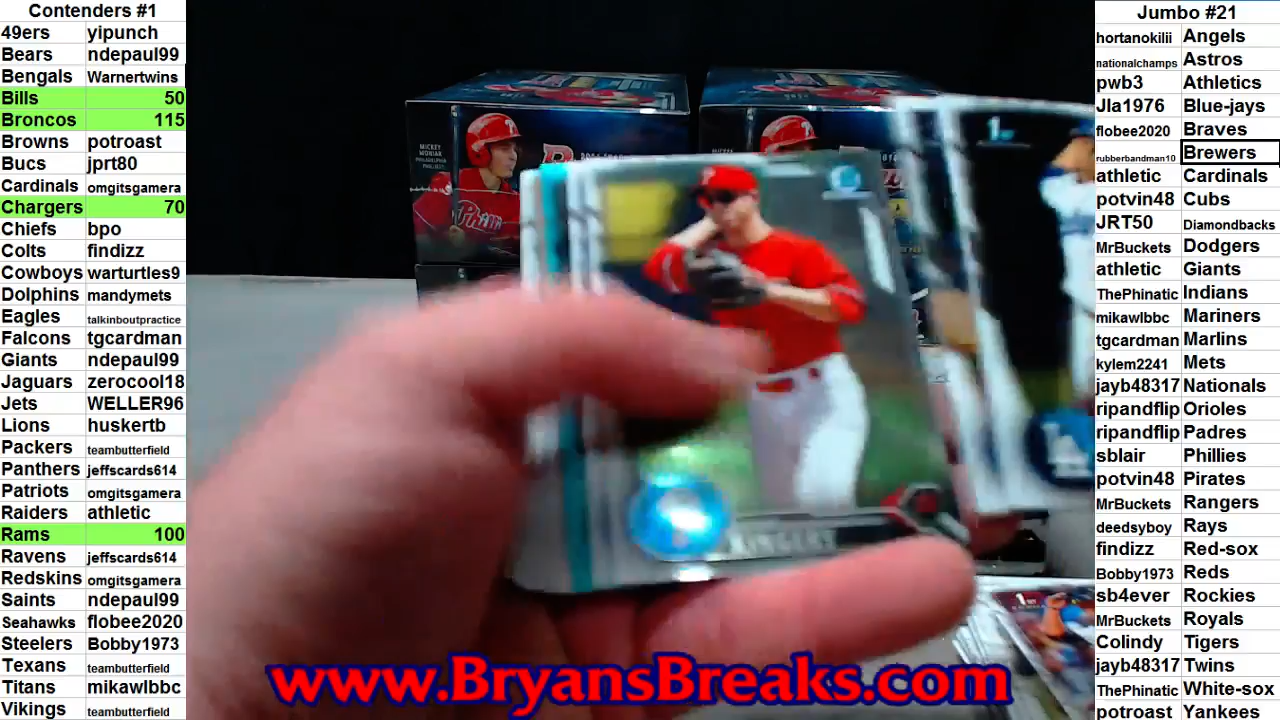 Contenders #1
49ers yipunch
Bears ndepaul99
Bengals Warnertwins
Bills 50
Broncos 115
Browns potroast
Bucs jprt80
Cardinals omgitsgamera
Chargers 70
Chiefs bpo
Colts findizz
Cowboys warturtles9
Dolphins mandymets
Eagles talkinboutpractice
Falcons tgcardman
Giants ndepaul99
Jaguars zerocool18
Jets WELLER96
Lions huskertb
Packers teambutterfield
Panthers jeffscards614
Patriots omgitsgamera
Raiders athletic
Rams 100
Ravens jeffscards614
Redskins omgitsgamera
Saints ndepaul99
Seahawks flobee2020
Steelers Bobby1973
Texans teambutterfield
Titans mikawlbbc
Vikings teambutterfield
MICKEY
MONIAK
Phillies
KINGERY
1st
LA
www.BryansBreaks.com
Jumbo #21
hortanokilii Angels
nationalchamps Astros
pwb3 Athletics
Jla1976 Blue-jays
flobee2020 Braves
rubberbandman10 Brewers
athletic Cardinals
potvin48 Cubs
JRT50 Diamondbacks
MrBuckets Dodgers
athletic Giants
ThePhinatic Indians
mikawlbbc Mariners
tgcardman Marlins
kylem2241 Mets
jayb48317 Nationals
ripandflip Orioles
ripandflip Padres
sblair Phillies
potvin48 Pirates
MrBuckets Rangers
deedsyboy Rays
findizz Red-sox
Bobby1973 Reds
sb4ever Rockies
MrBuckets Royals
Colindy Tigers
jayb48317 Twins
ThePhinatic White-sox
potroast Yankees